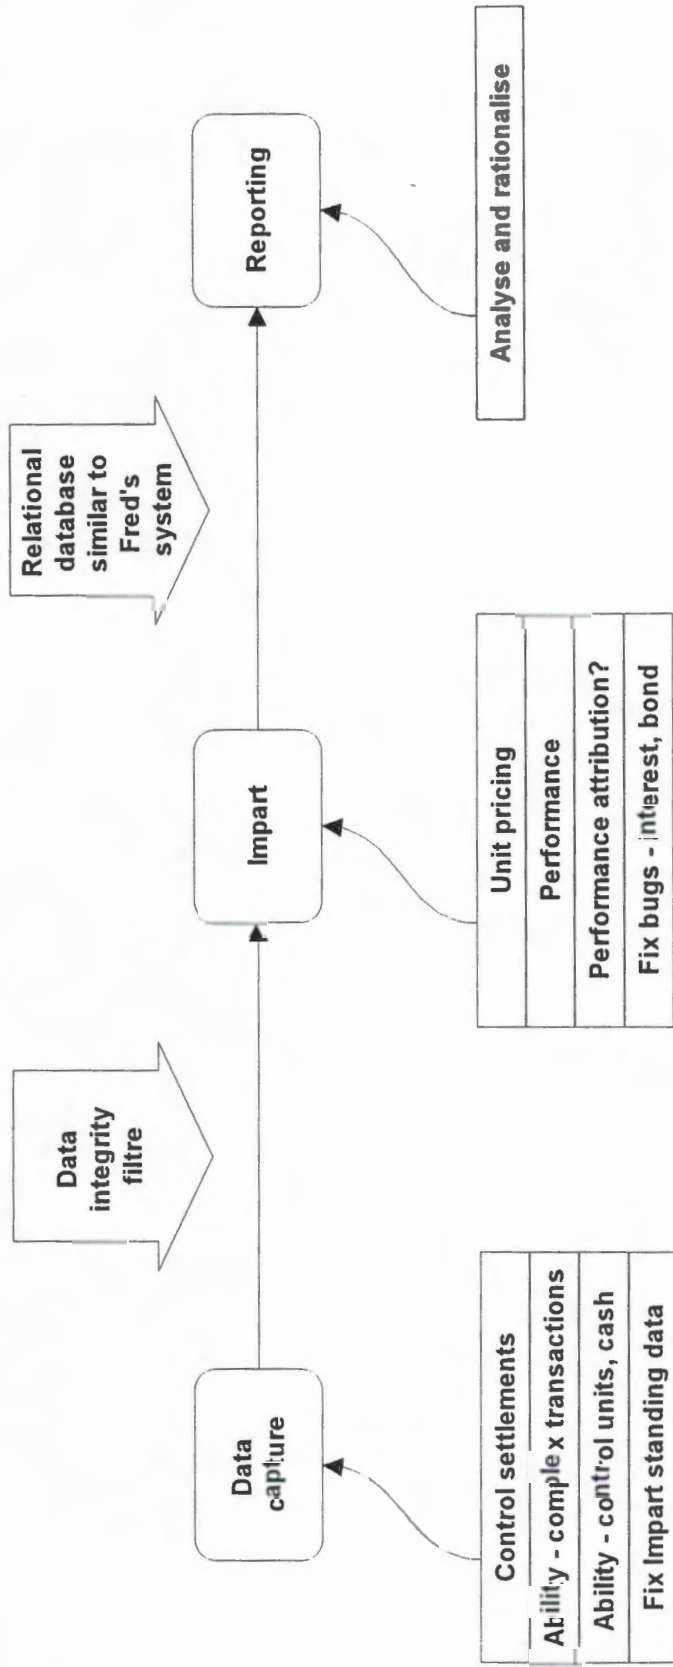 Data
integrity
filtre
Relational
database
similar to
Fred's
system
Data
capture
Impart
Reporting
Control settlements
Ability - complex transactions
Ability - control units, cash
Fix Impart standing data
Unit pricing
Performance
Performance attribution?
Fix bugs - interest, bond
Analyse and rationalise